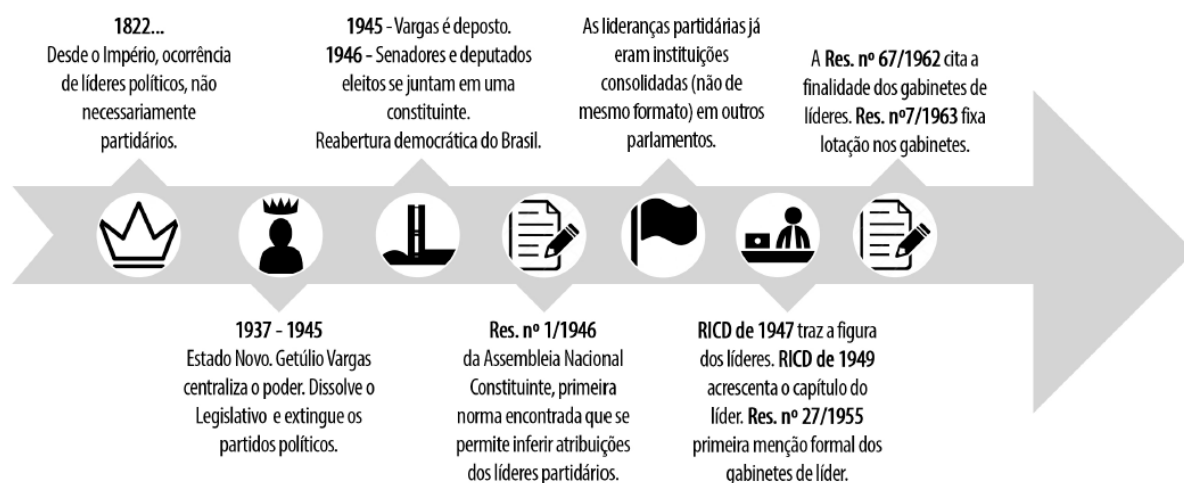 1822...
Desde o Império, ocorrência
de líderes políticos, não
necessariamente
partidários.
1937 - 1945
Estado Novo. Getúlio Vargas
centraliza o poder. Dissolve o
Legislativo e extingue os
partidos políticos.
1945 - Vargas é deposto.
1946 - Senadores e deputados
eleitos se juntam em uma
constituinte.
Reabertura democrática do Brasil.
Res. nº 1/1946
da Assembleia Nacional
Constituinte, primeira
norma encontrada que se
permite inferir atribuições
dos líderes partidários.
As lideranças partidárias já
eram instituições
consolidadas (não de
mesmo formato) em outros
parlamentos.
RICD de 1947 traz a figura
dos líderes. RICD de 1949
acrescenta o capítulo do
líder. Res. nº 27/1955
primeira menção formal dos
gabinetes de líder.
A Res. nº 67/1962 cita a
finalidade dos gabinetes de
líderes. Res. nº7/1963 fixa
lotação nos gabinetes.